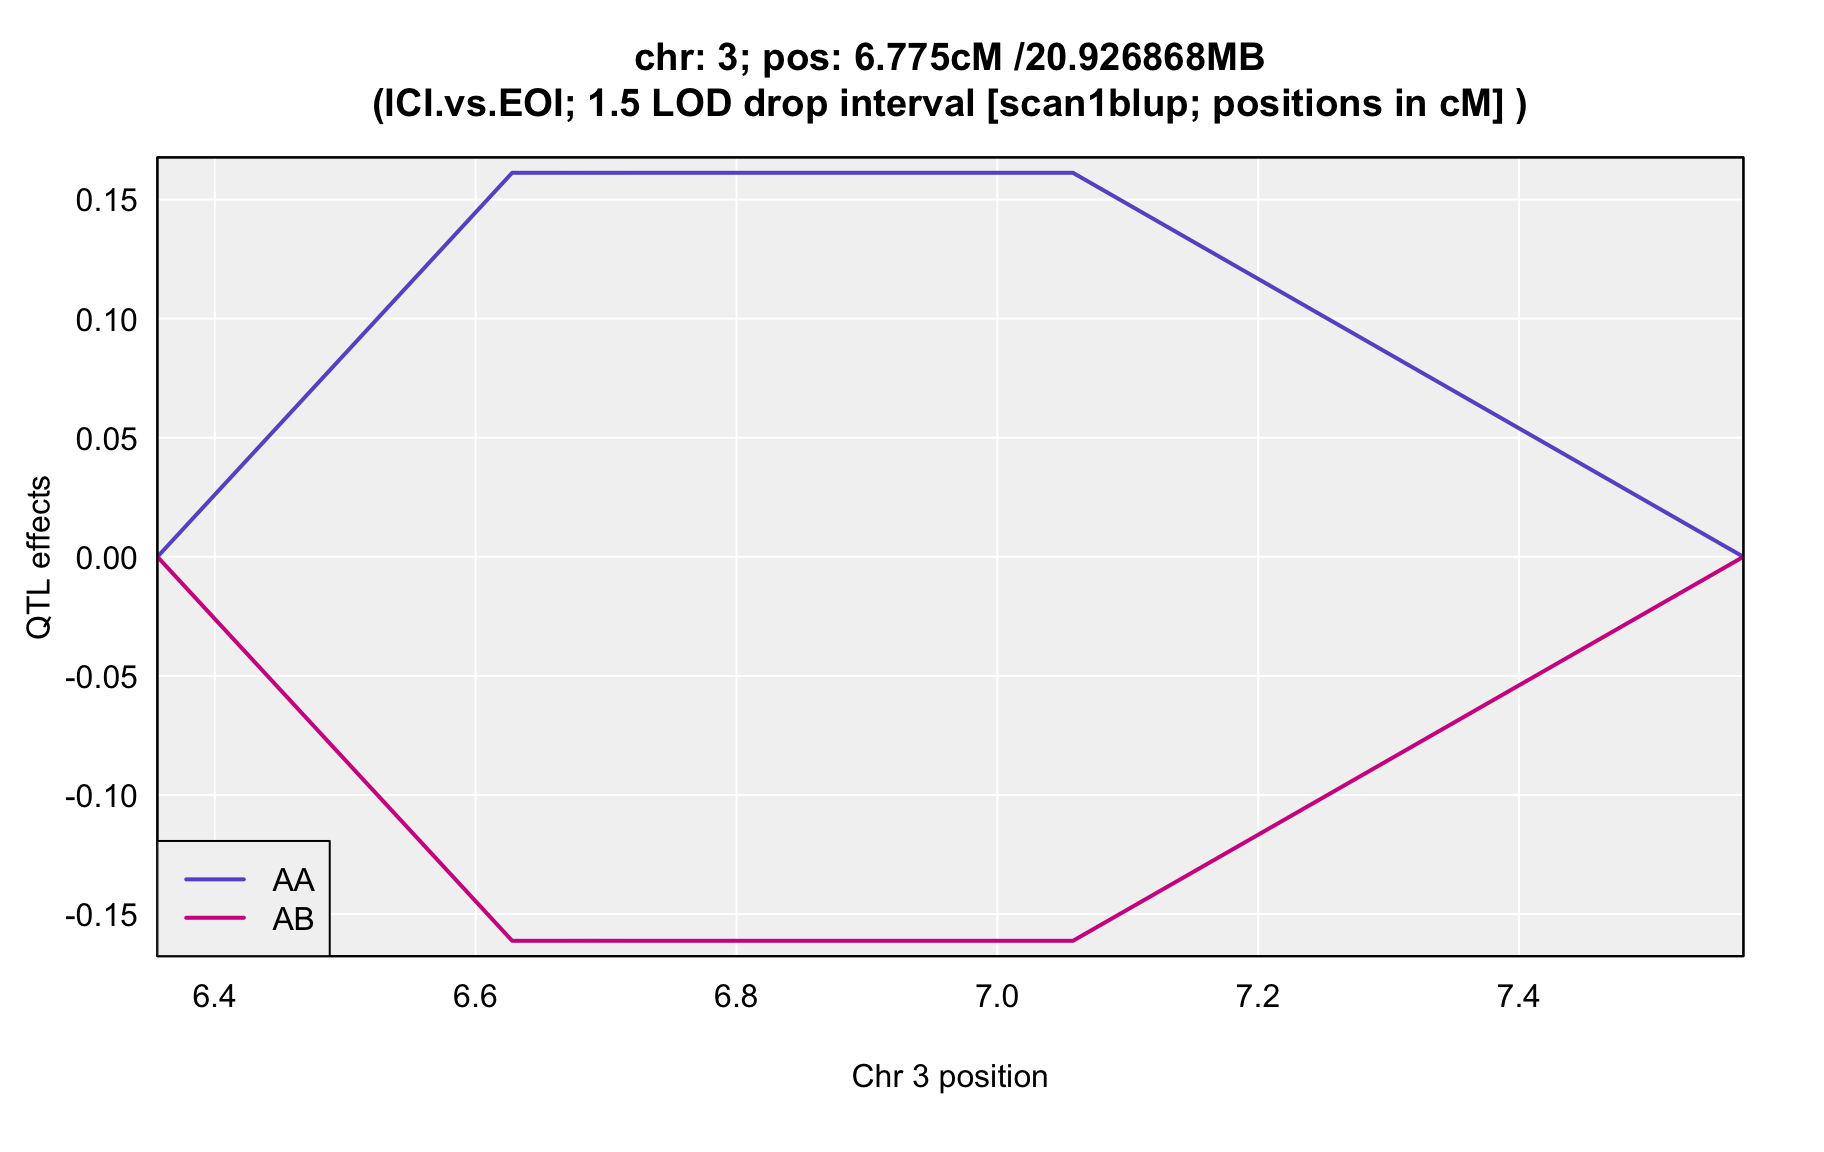 chr: 3; pos: 6.775cM /20.926868MB
(ICI.vs.EOI; 1.5 LOD drop interval [scan1blup; positions in cM] )
0.15
0.10
0.05
0.00
-0.05
-0.10
-0.15
QTL effects
AA
AB
6.4 6.6 6.8 7.0 7.2 7.4
Chr 3 position